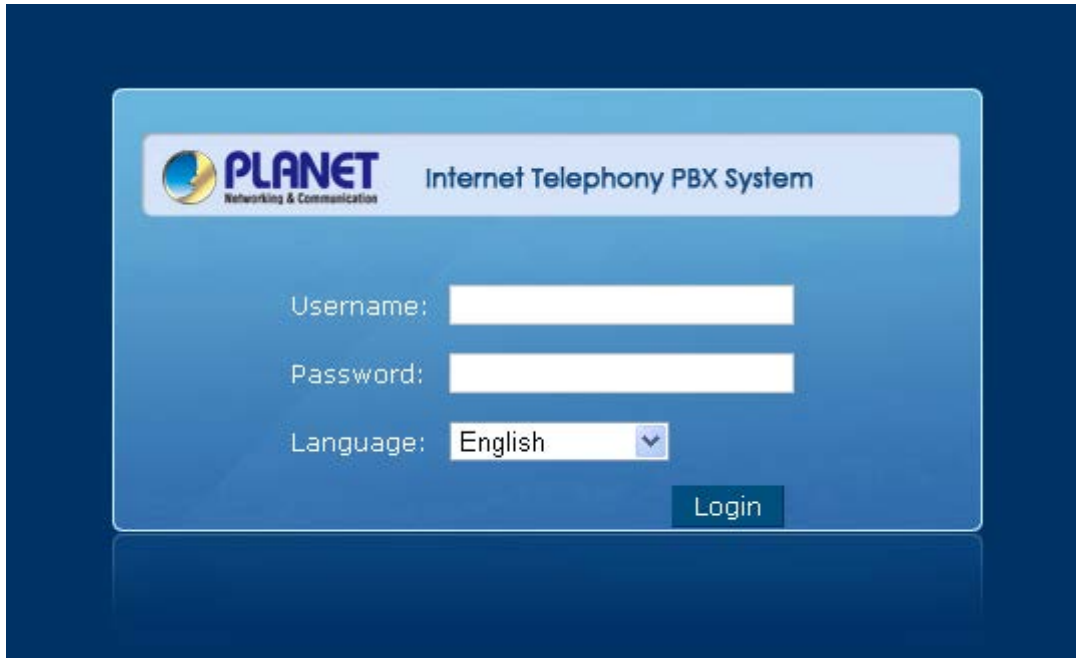 PLANET
Networking & Communication
Internet Telephony PBX System
Username:
Password:
Language: English
Login